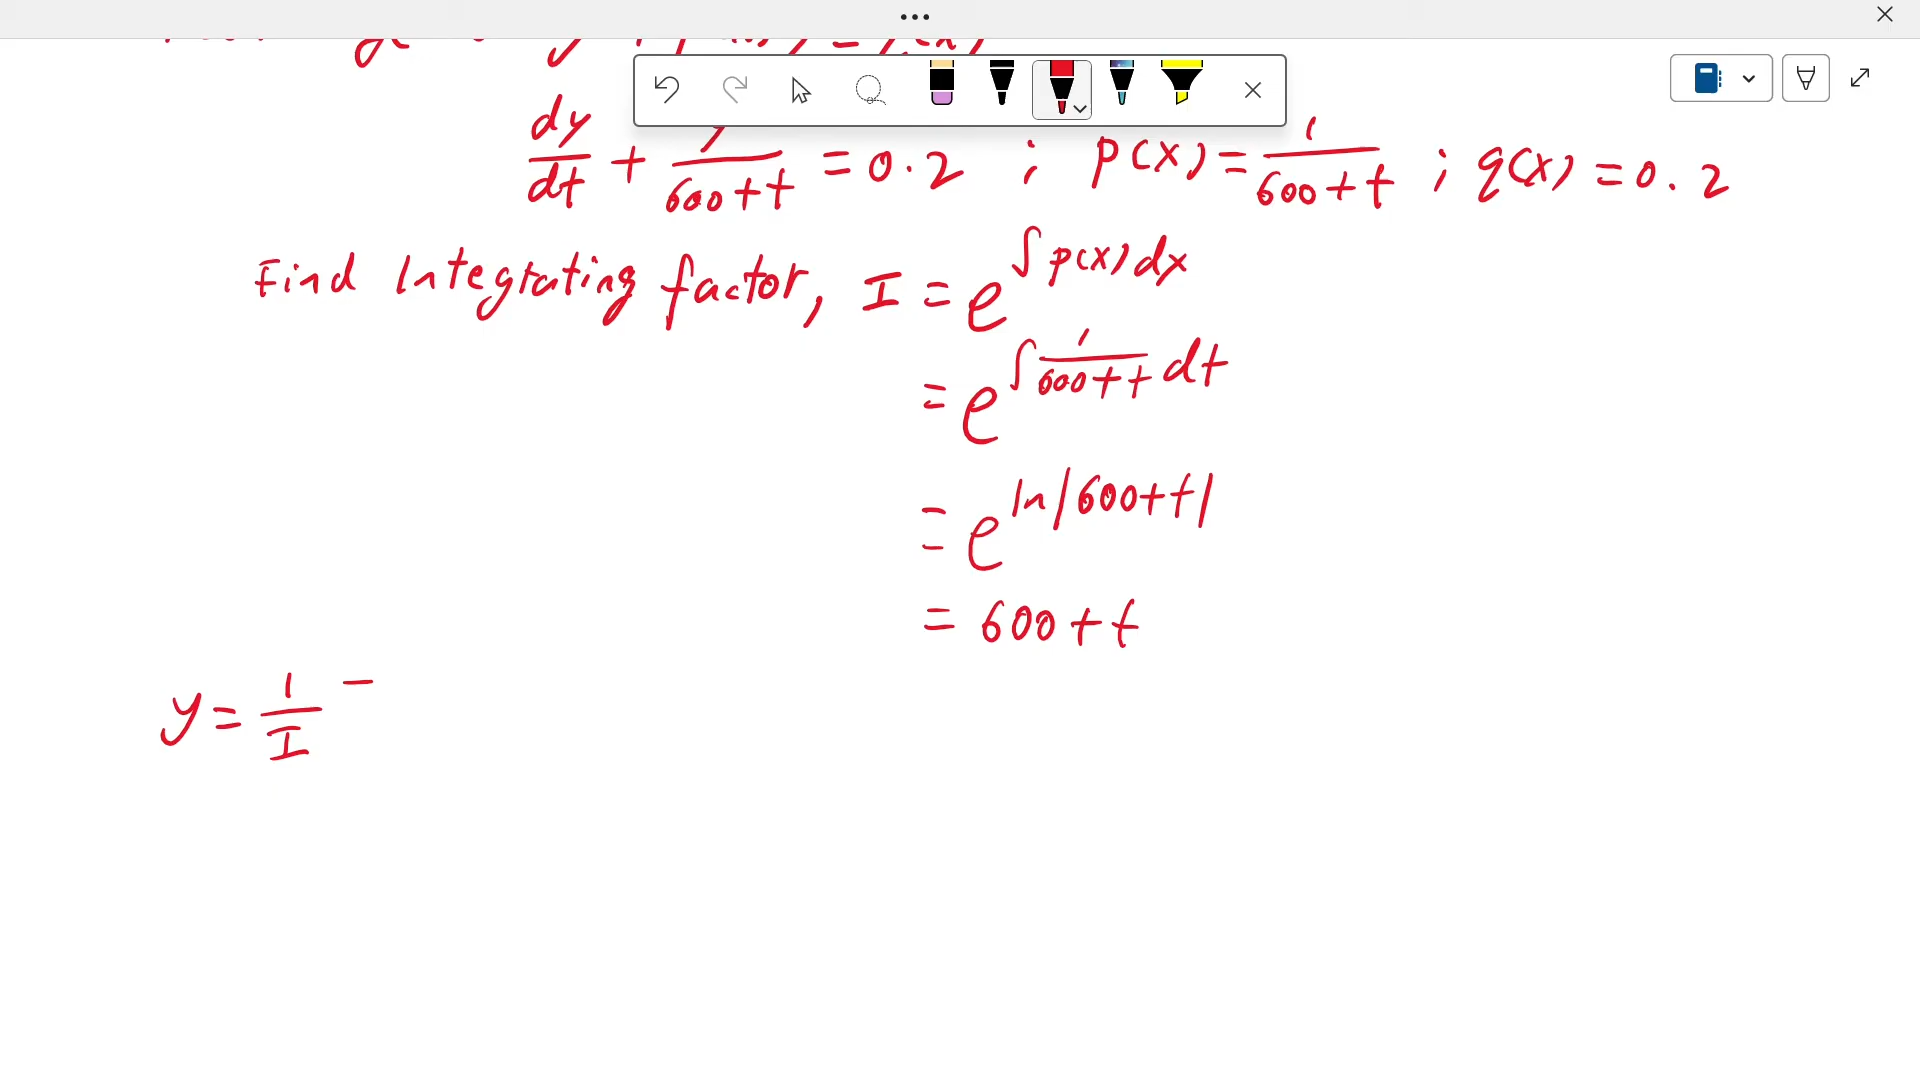 dy/dt + y/(600+t) = 0.2 ; p(x) = 1/(600+t) ; q(x) = 0.2
Find Integrating factor, I = e^∫p(x)dx
= e^∫1/(600+t) dt
= e^ln|600+t|
= 600+t
y = 1/I -